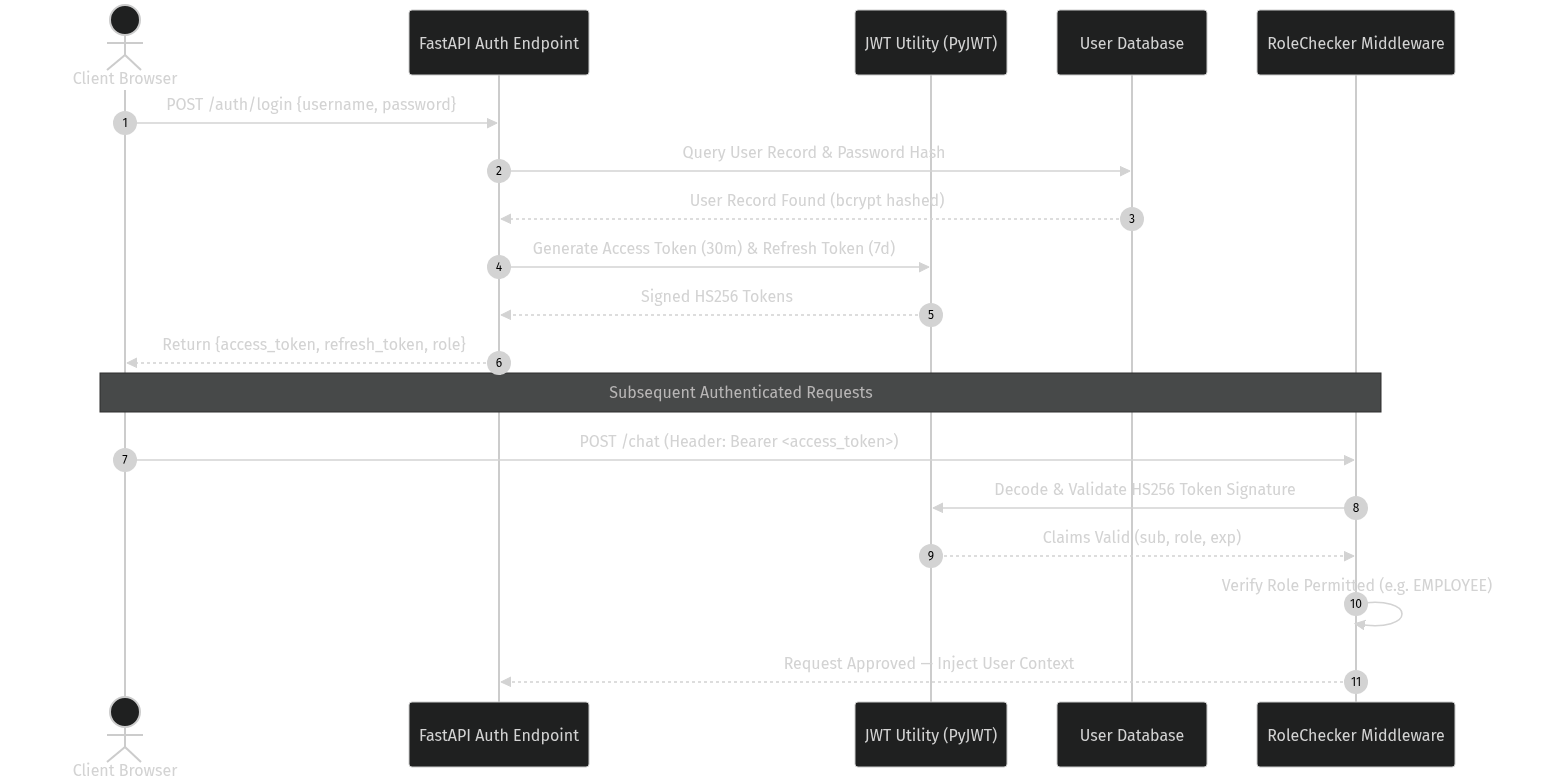 FastAPI Auth Endpoint
JWT Utility (PyJWT)
User Database
RoleChecker Middleware
Client Browser
POST /auth/login {username, password}
1
Query User Record & Password Hash
2
User Record Found (bcrypt hashed)
3
Generate Access Token (30m) & Refresh Token (7d)
4
Signed HS256 Tokens
5
Return {access_token, refresh_token, role}
6
Subsequent Authenticated Requests
POST /chat (Header: Bearer <access_token>)
7
Decode & Validate HS256 Token Signature
8
Claims Valid (sub, role, exp)
9
Verify Role Permitted (e.g. EMPLOYEE)
10
Request Approved — Inject User Context
11
FastAPI Auth Endpoint
JWT Utility (PyJWT)
User Database
RoleChecker Middleware
Client Browser